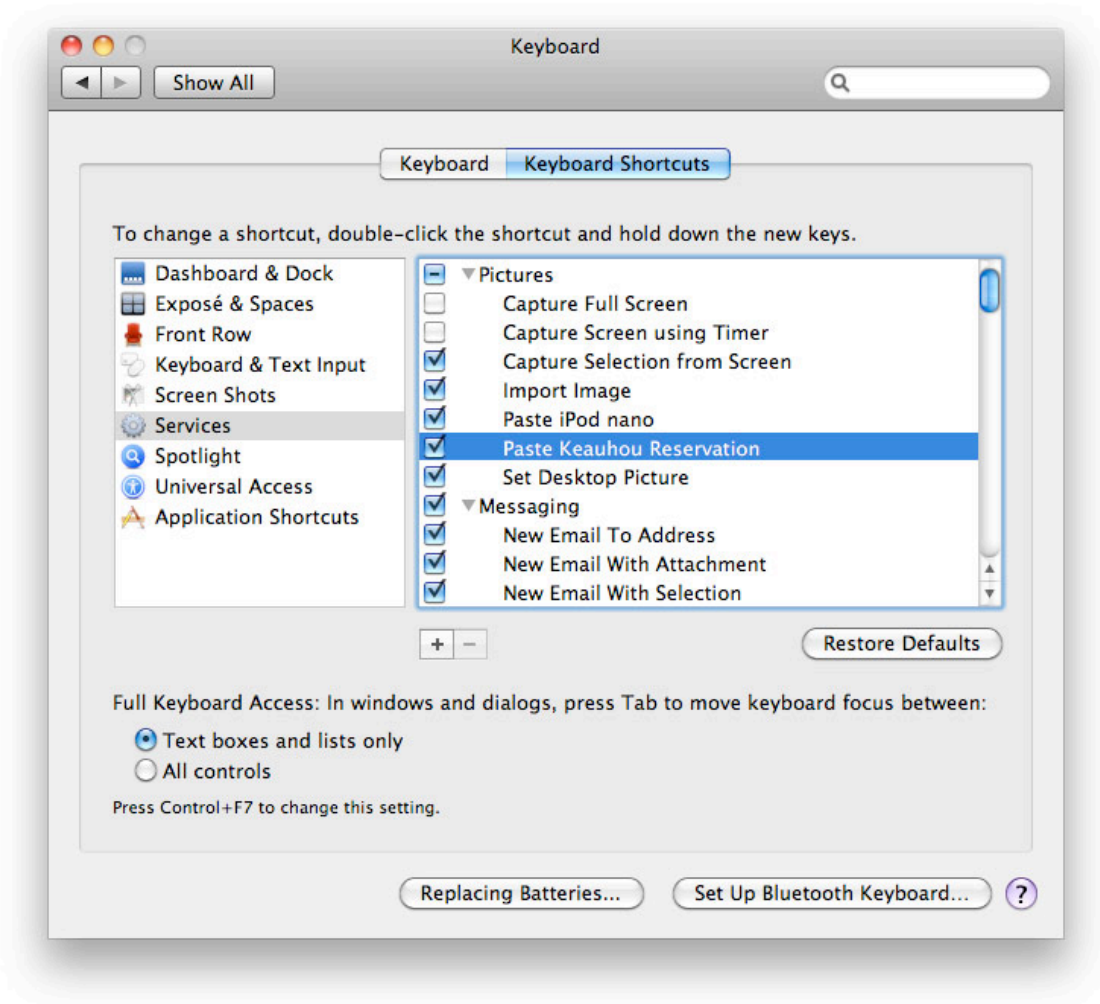 Keyboard
Show All
Keyboard
Keyboard Shortcuts
To change a shortcut, double-click the shortcut and hold down the new keys.
Dashboard & Dock
Exposé & Spaces
Front Row
Keyboard & Text Input
Screen Shots
Services
Spotlight
Universal Access
Application Shortcuts
Pictures
Capture Full Screen
Capture Screen using Timer
Capture Selection from Screen
Import Image
Paste iPod nano
Paste Keauhou Reservation
Set Desktop Picture
Messaging
New Email To Address
New Email With Attachment
New Email With Selection
+ −
Restore Defaults
Full Keyboard Access: In windows and dialogs, press Tab to move keyboard focus between:
Text boxes and lists only
All controls
Press Control+F7 to change this setting.
Replacing Batteries...
Set Up Bluetooth Keyboard...
?